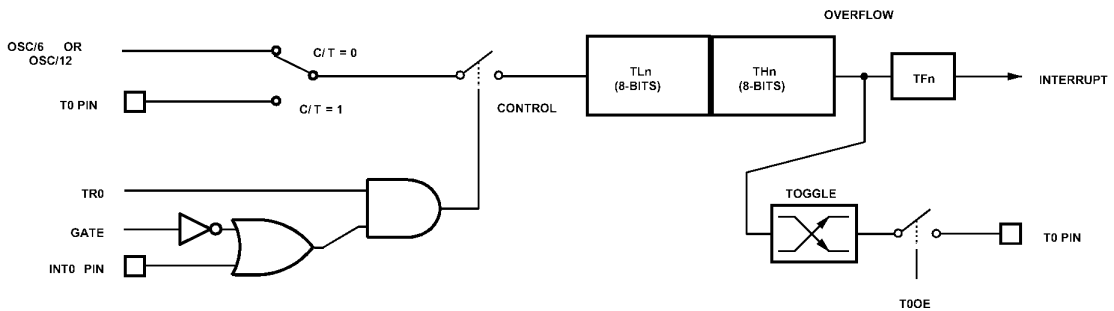 OVERFLOW
OSC/6 OR
OSC/12
C/T = 0
TLn
(8-BITS)
THn
(8-BITS)
TFn
INTERRUPT
T0 PIN
C/T = 1
CONTROL
TR0
TOGGLE
GATE
T0 PIN
INT0 PIN
T0OE